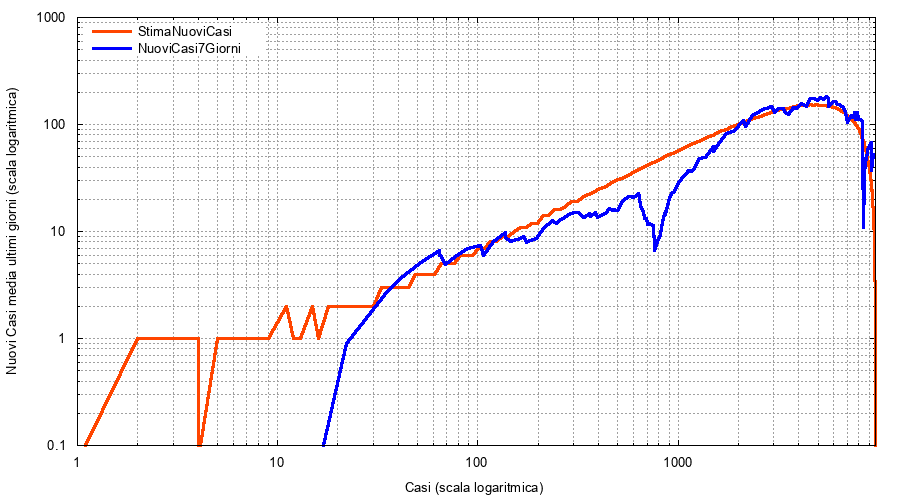 1000
StimaNuoviCasi
NuoviCasi7Giorni
100
10
1
0.1
1 10 100 1000
Nuovi Casi media ultimi giorni (scala logaritmica)
Casi (scala logaritmica)